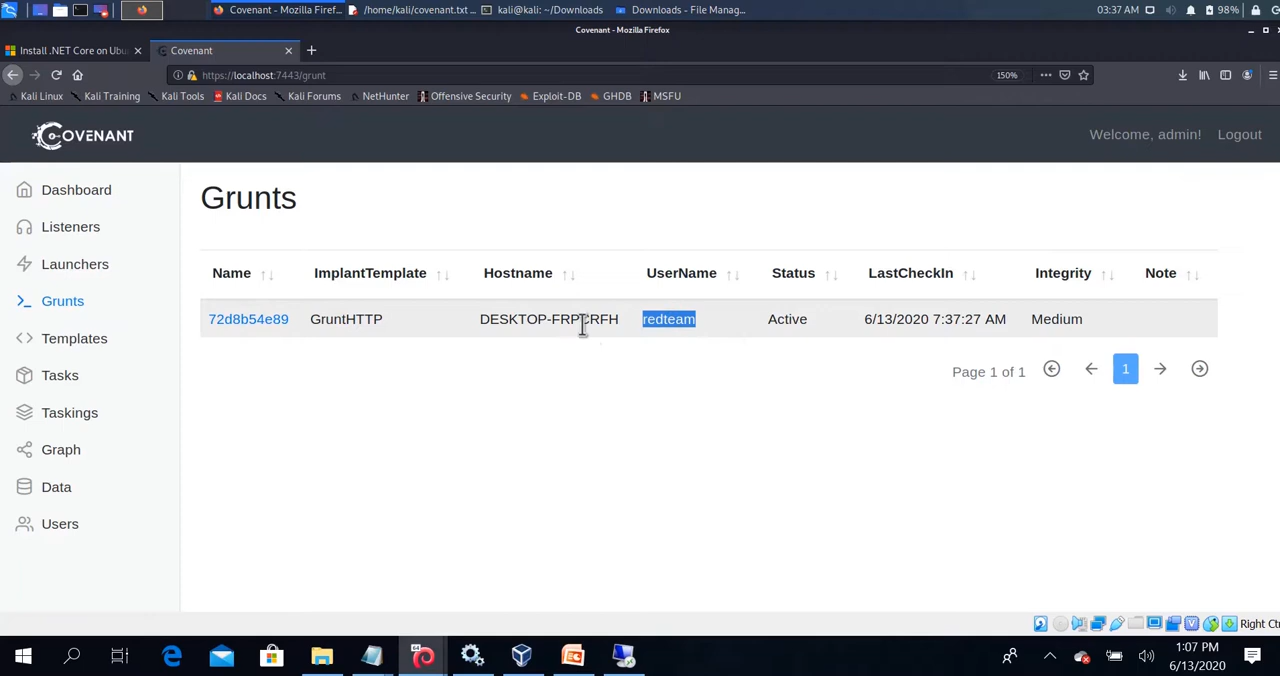 Covenant - Mozilla Firef...
/home/kali/covenant.txt ...
kali@kali: ~/Downloads
Downloads - File Manag...
03:37 AM
98%
Covenant - Mozilla Firefox
Install .NET Core on Ubu
Covenant
https://localhost:7443/grunt
150%
Kali Linux
Kali Training
Kali Tools
Kali Docs
Kali Forums
NetHunter
Offensive Security
Exploit-DB
GHDB
MSFU
COVENANT
Welcome, admin!
Logout
Dashboard
Listeners
Launchers
Grunts
Templates
Tasks
Taskings
Graph
Data
Users
Grunts
Name ImplantTemplate Hostname UserName Status LastCheckIn Integrity Note
72d8b54e89 GruntHTTP redteam Active 6/13/2020 7:37:27 AM Medium
Page 1 of 1
1
Right Ctr
64
1:07 PM
6/13/2020